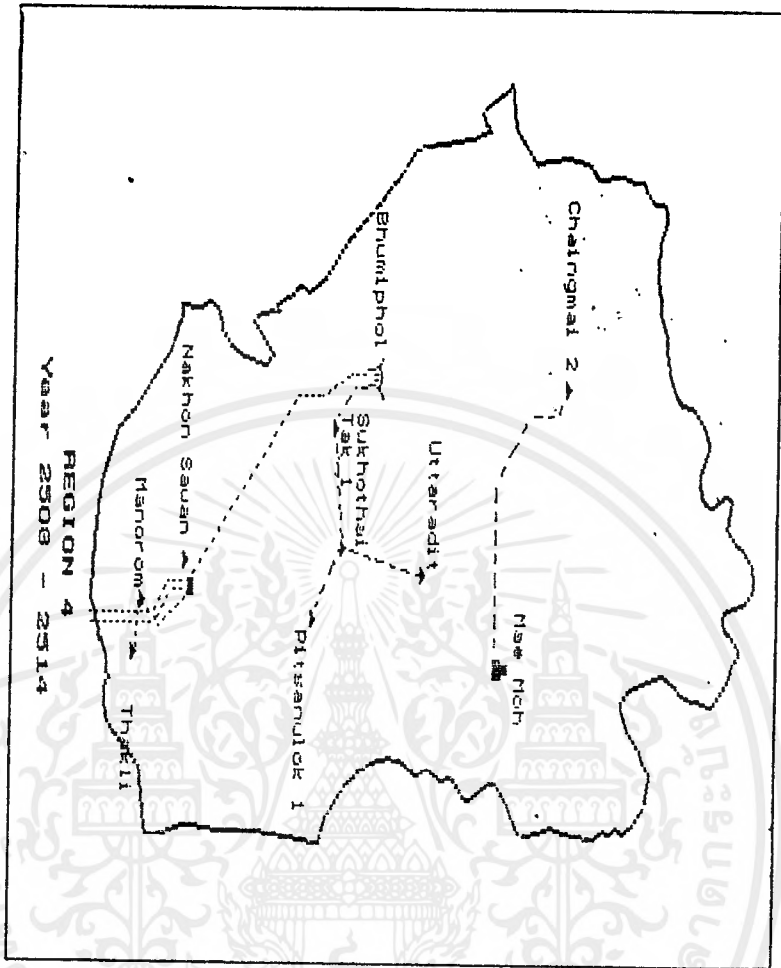 Chaingmai 2
Mae Moh
Uttaradit
Bhumiphol
Sukhothai
Tak 1
Pitsanulok 1
Nakhon Sawan
Manorom
Thakli
REGION 4
Year 2508 - 2514